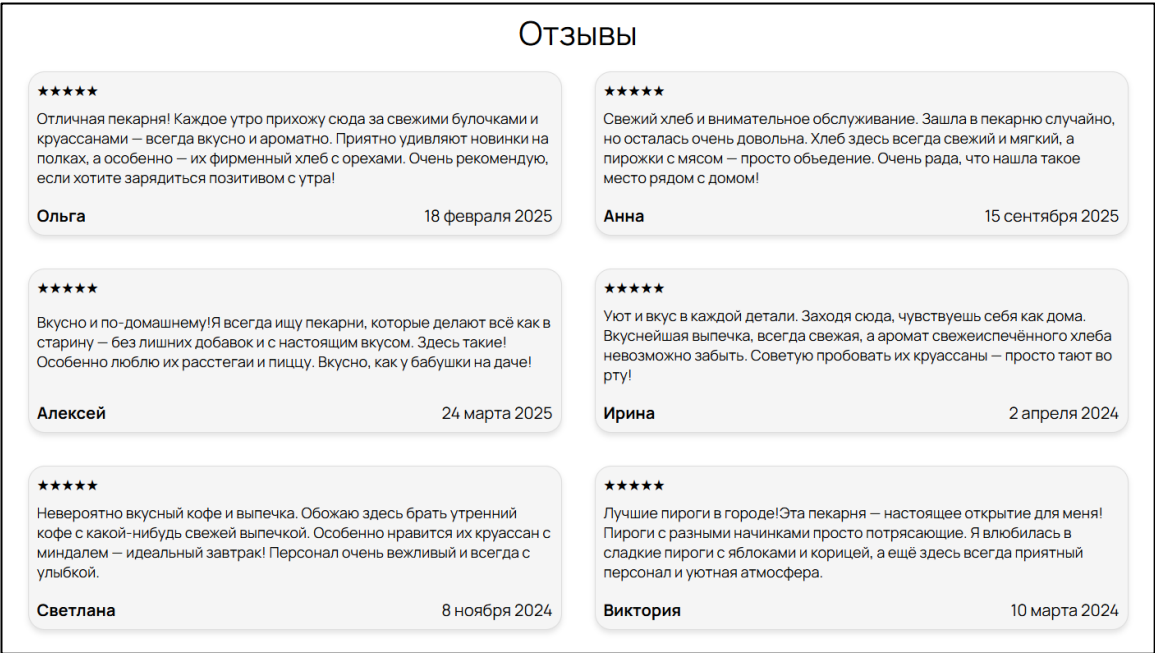 Отзывы
★★★★★
Отличная пекарня! Каждое утро прихожу сюда за свежими булочками и
круассанами — всегда вкусно и ароматно. Приятно удивляют новинки на
полках, а особенно — их фирменный хлеб с орехами. Очень рекомендую,
если хотите зарядиться позитивом с утра!
Ольга 18 февраля 2025
★★★★★
Свежий хлеб и внимательное обслуживание. Зашла в пекарню случайно,
но осталась очень довольна. Хлеб здесь всегда свежий и мягкий, а
пирожки с мясом — просто объедение. Очень рада, что нашла такое
место рядом с домом!
Анна 15 сентября 2025
★★★★★
Вкусно и по-домашнему!Я всегда ищу пекарни, которые делают всё как в
старину — без лишних добавок и с настоящим вкусом. Здесь такие!
Особенно люблю их расстегаи и пиццу. Вкусно, как у бабушки на даче!
Алексей 24 марта 2025
★★★★★
Уют и вкус в каждой детали. Заходя сюда, чувствуешь себя как дома.
Вкуснейшая выпечка, всегда свежая, а аромат свежеиспечённого хлеба
невозможно забыть. Советую пробовать их круассаны — просто тают во
рту!
Ирина 2 апреля 2024
★★★★★
Невероятно вкусный кофе и выпечка. Обожаю здесь брать утренний
кофе с какой-нибудь свежей выпечкой. Особенно нравится их круассан с
миндалем — идеальный завтрак! Персонал очень вежливый и всегда с
улыбкой.
Светлана 8 ноября 2024
★★★★★
Лучшие пироги в городе!Эта пекарня — настоящее открытие для меня!
Пироги с разными начинками просто потрясающие. Я влюбилась в
сладкие пироги с яблоками и корицей, а ещё здесь всегда приятный
персонал и уютная атмосфера.
Виктория 10 марта 2024